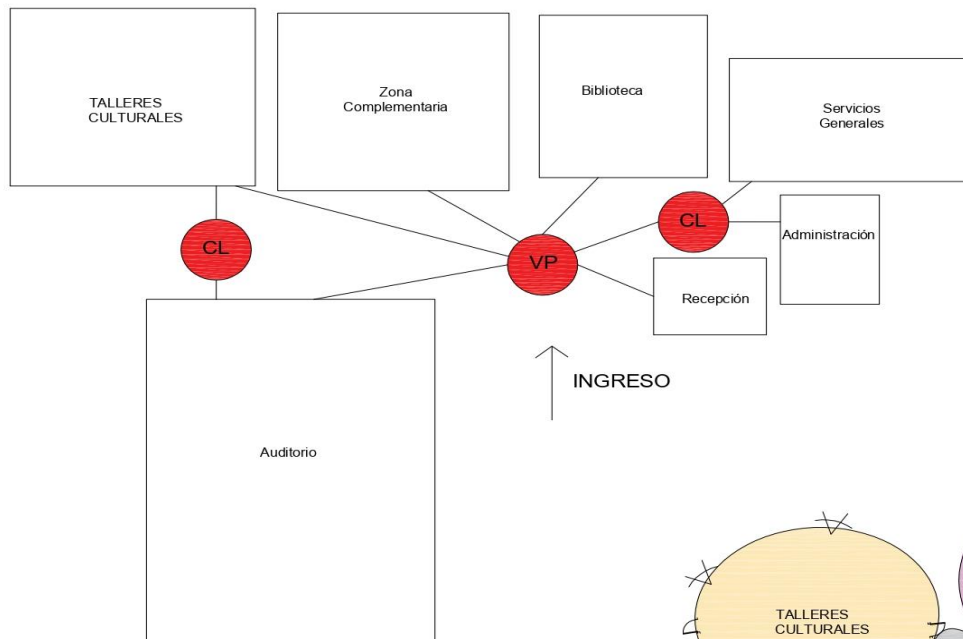 TALLERES
CULTURALES
Zona
Complementaria
Biblioteca
Servicios
Generales
CL
VP
CL
Administración
Recepción
INGRESO
Auditorio
TALLERES
CULTURALES